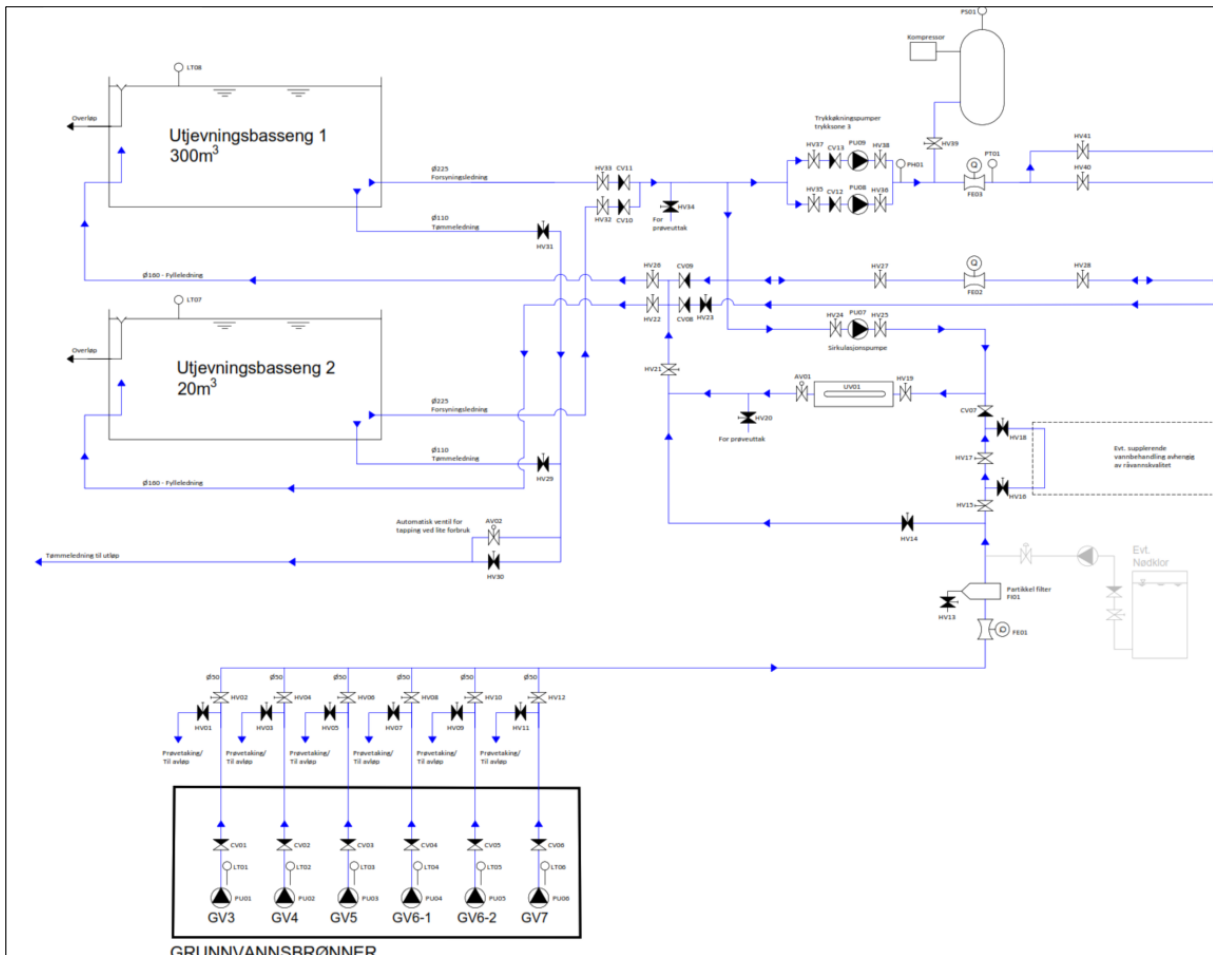 PS01
Kompressor
LT08
Overløp
Utjevningsbasseng 1
300m³
Trykkøkningspumper
trykksone 3
HV37
CV13
PU09
HV38
HV39
PT01
HV41
PH01
HV40
Ø225
Forsyningsledning
HV33
CV11
HV35
CV12
PU08
HV36
FE03
HV32
CV10
HV34
For
prøveuttak
Ø110
Tømmeledning
HV31
Ø160 - Fylleledning
HV26
CV09
HV27
FE02
HV28
LT07
HV22
CV08
HV23
HV24
PU07
HV25
Sirkulasjonspumpe
Overløp
Utjevningsbasseng 2
20m³
HV21
AV01
UV01
HV19
Ø225
Forsyningsledning
HV20
For prøveuttak
CV07
HV18
Ø110
Tømmeledning
HV29
HV17
Evt. supplerende
vannbehandling avhengig
av råvannskvalitet
Ø160 - Fylleledning
HV16
HV15
Automatisk ventil for
tapping ved lite forbruk
AV02
HV14
Tømmeledning til utløp
HV30
Evt.
Nødklor
Partikkel filter
FI01
HV13
FE01
Ø50 Ø50 Ø50 Ø50 Ø50 Ø50
HV02 HV04 HV06 HV08 HV10 HV12
HV01 HV03 HV05 HV07 HV09 HV11
Prøvetaking/ Prøvetaking/ Prøvetaking/ Prøvetaking/ Prøvetaking/ Prøvetaking/
Til avløp Til avløp Til avløp Til avløp Til avløp Til avløp
CV01 CV02 CV03 CV04 CV05 CV06
LT01 LT02 LT03 LT04 LT05 LT06
PU01 PU02 PU03 PU04 PU05 PU06
GV3 GV4 GV5 GV6-1 GV6-2 GV7
GRUNNVANNSBRØNNER